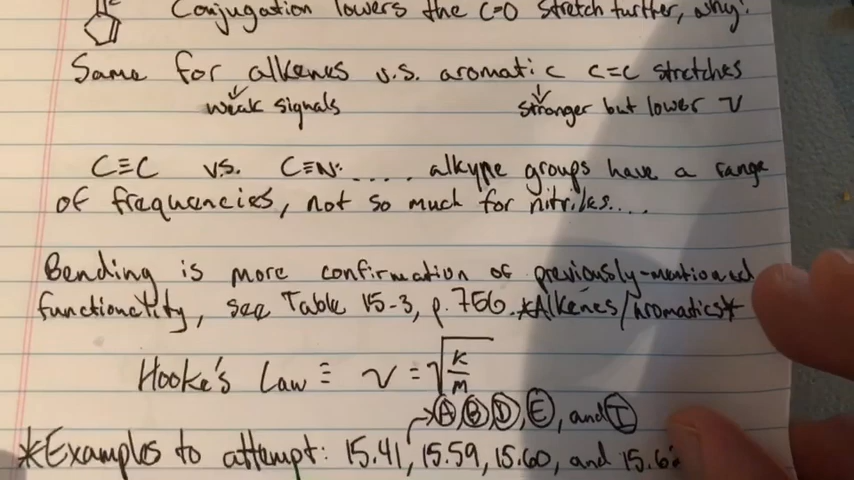 Conjugation lowers the C=O stretch further, why?
Same for alkenes v.s. aromatic C=C stretches
weak signals stronger but lower ν
C≡C vs. C≡N: .... alkyne groups have a range
of frequencies, not so much for nitriles....
Bending is more confirmation of previously-mentioned
functionality, see Table 15-3, p.756. *Alkenes/Aromatics*
Hooke's Law ≡ ν = √k/m
→Ⓐ,Ⓑ,Ⓓ,Ⓔ, and Ⓘ
*Examples to attempt: 15.41, 15.59, 15.60, and